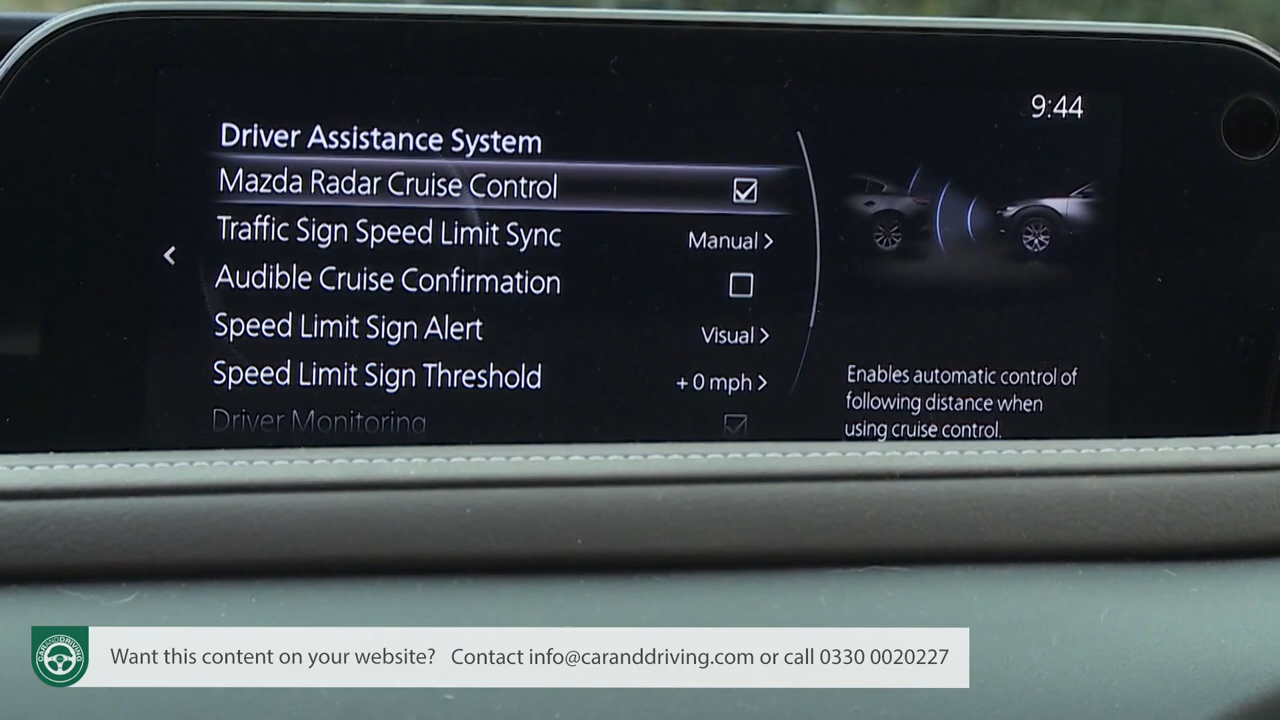 9:44
Driver Assistance System
Mazda Radar Cruise Control
Traffic Sign Speed Limit Sync Manual >
Audible Cruise Confirmation
Speed Limit Sign Alert Visual >
Speed Limit Sign Threshold +0 mph >
Driver Monitoring
Enables automatic control of
following distance when
using cruise control.
CARANDDRIVING
Want this content on your website? Contact info@caranddriving.com or call 0330 0020227